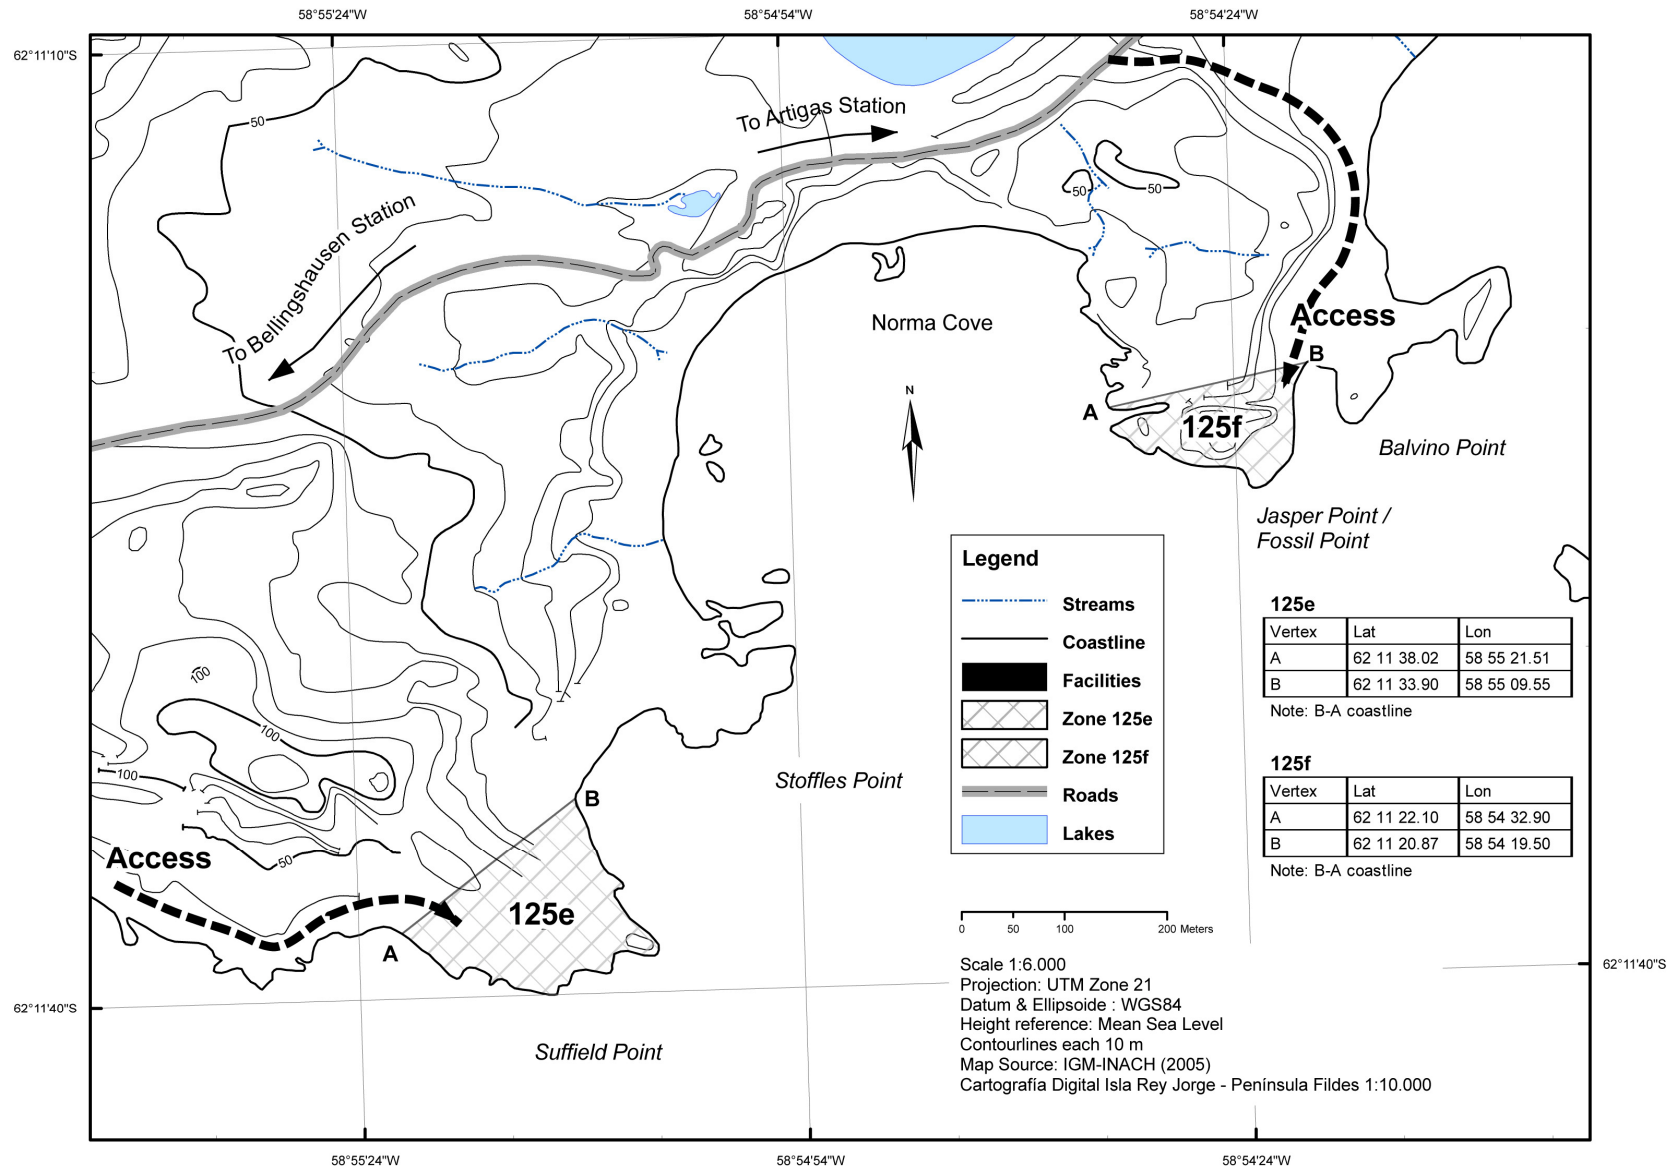 58°55'24"W 58°54'54"W 58°54'24"W
62°11'10"S
50
To Artigas Station
50
50
To Bellingshausen Station
Access
Norma Cove
B
N
A
125f
Balvino Point
Jasper Point /
Fossil Point
Legend
Streams
Coastline
Facilities
Zone 125e
Zone 125f
Roads
Lakes
125e
Vertex Lat Lon
A 62 11 38.02 58 55 21.51
B 62 11 33.90 58 55 09.55
Note: B-A coastline
125f
Vertex Lat Lon
A 62 11 22.10 58 54 32.90
B 62 11 20.87 58 54 19.50
Note: B-A coastline
100
100
100
Stoffles Point
B
50
Access
125e
A
0 50 100 200 Meters
Scale 1:6.000
Projection: UTM Zone 21
Datum & Ellipsoide : WGS84
Height reference: Mean Sea Level
Contourlines each 10 m
Map Source: IGM-INACH (2005)
Cartografía Digital Isla Rey Jorge - Península Fildes 1:10.000
62°11'40"S
62°11'40"S
Suffield Point
58°55'24"W 58°54'54"W 58°54'24"W